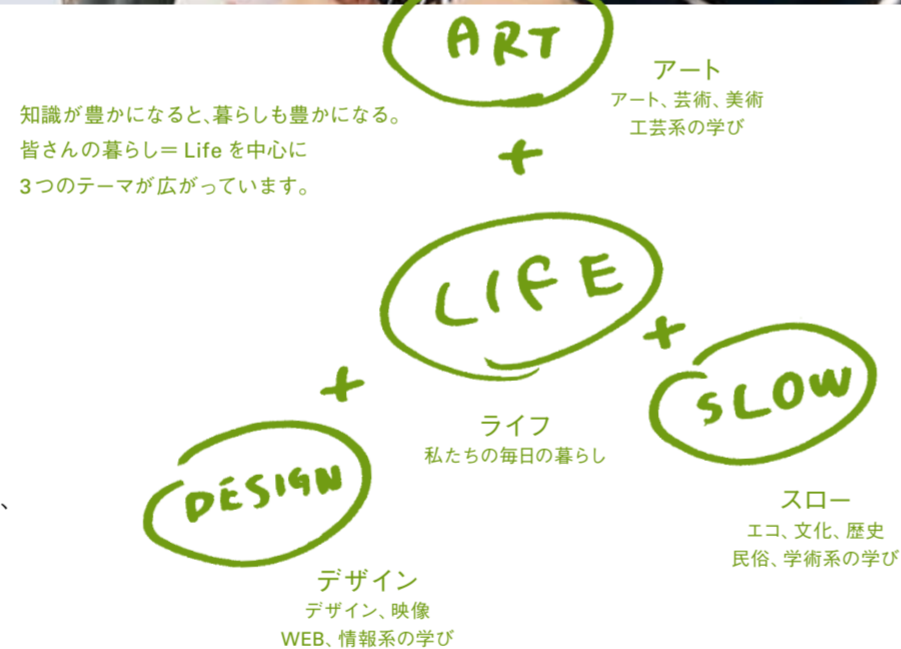 ART
アート
アート、芸術、美術
工芸系の学び
知識が豊かになると、暮らしも豊かになる。
皆さんの暮らし＝Lifeを中心に
3つのテーマが広がっています。
+
LIFE
+
SLOW
+
ライフ
私たちの毎日の暮らし
DESIGN
スロー
エコ、文化、歴史
民俗、学術系の学び
、
デザイン
デザイン、映像
WEB、情報系の学び